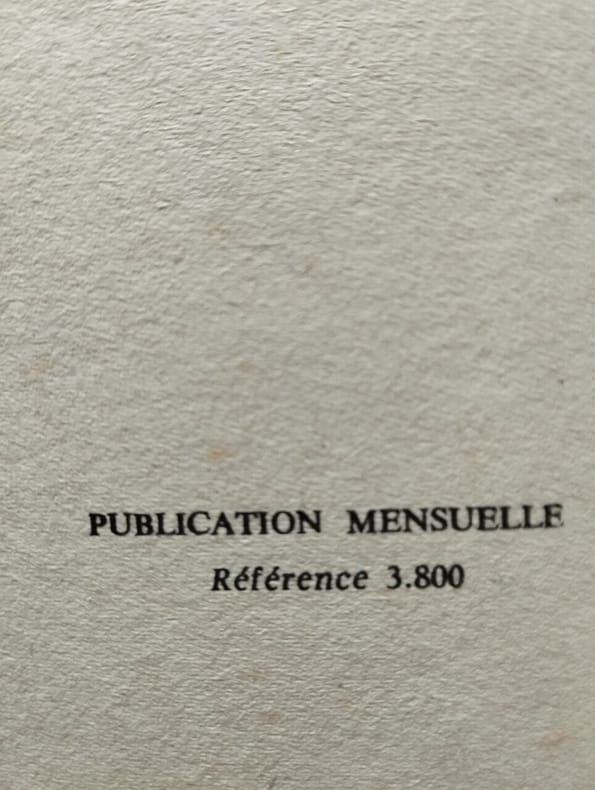 PUBLICATION MENSUELLE
Référence 3.800